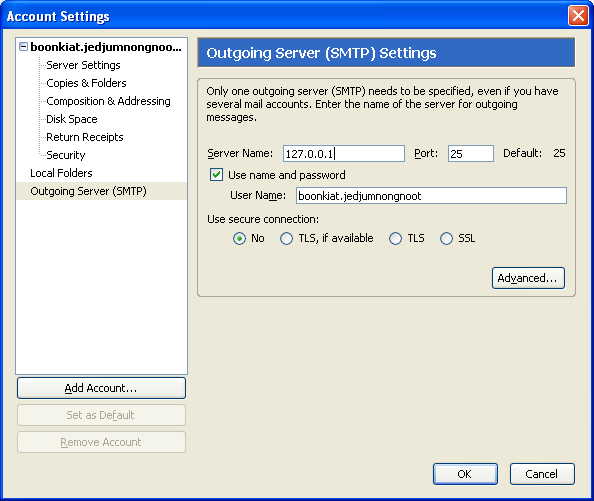 Account Settings
boonkiat.jedjumnongnoo...
Server Settings
Copies & Folders
Composition & Addressing
Disk Space
Return Receipts
Security
Local Folders
Outgoing Server (SMTP)
Add Account...
Set as Default
Remove Account
Outgoing Server (SMTP) Settings
Only one outgoing server (SMTP) needs to be specified, even if you have
several mail accounts. Enter the name of the server for outgoing
messages.
Server Name: 127.0.0.1 Port: 25 Default: 25
Use name and password
User Name: boonkiat.jedjumnongnoot
Use secure connection:
No TLS, if available TLS SSL
Advanced...
OK Cancel